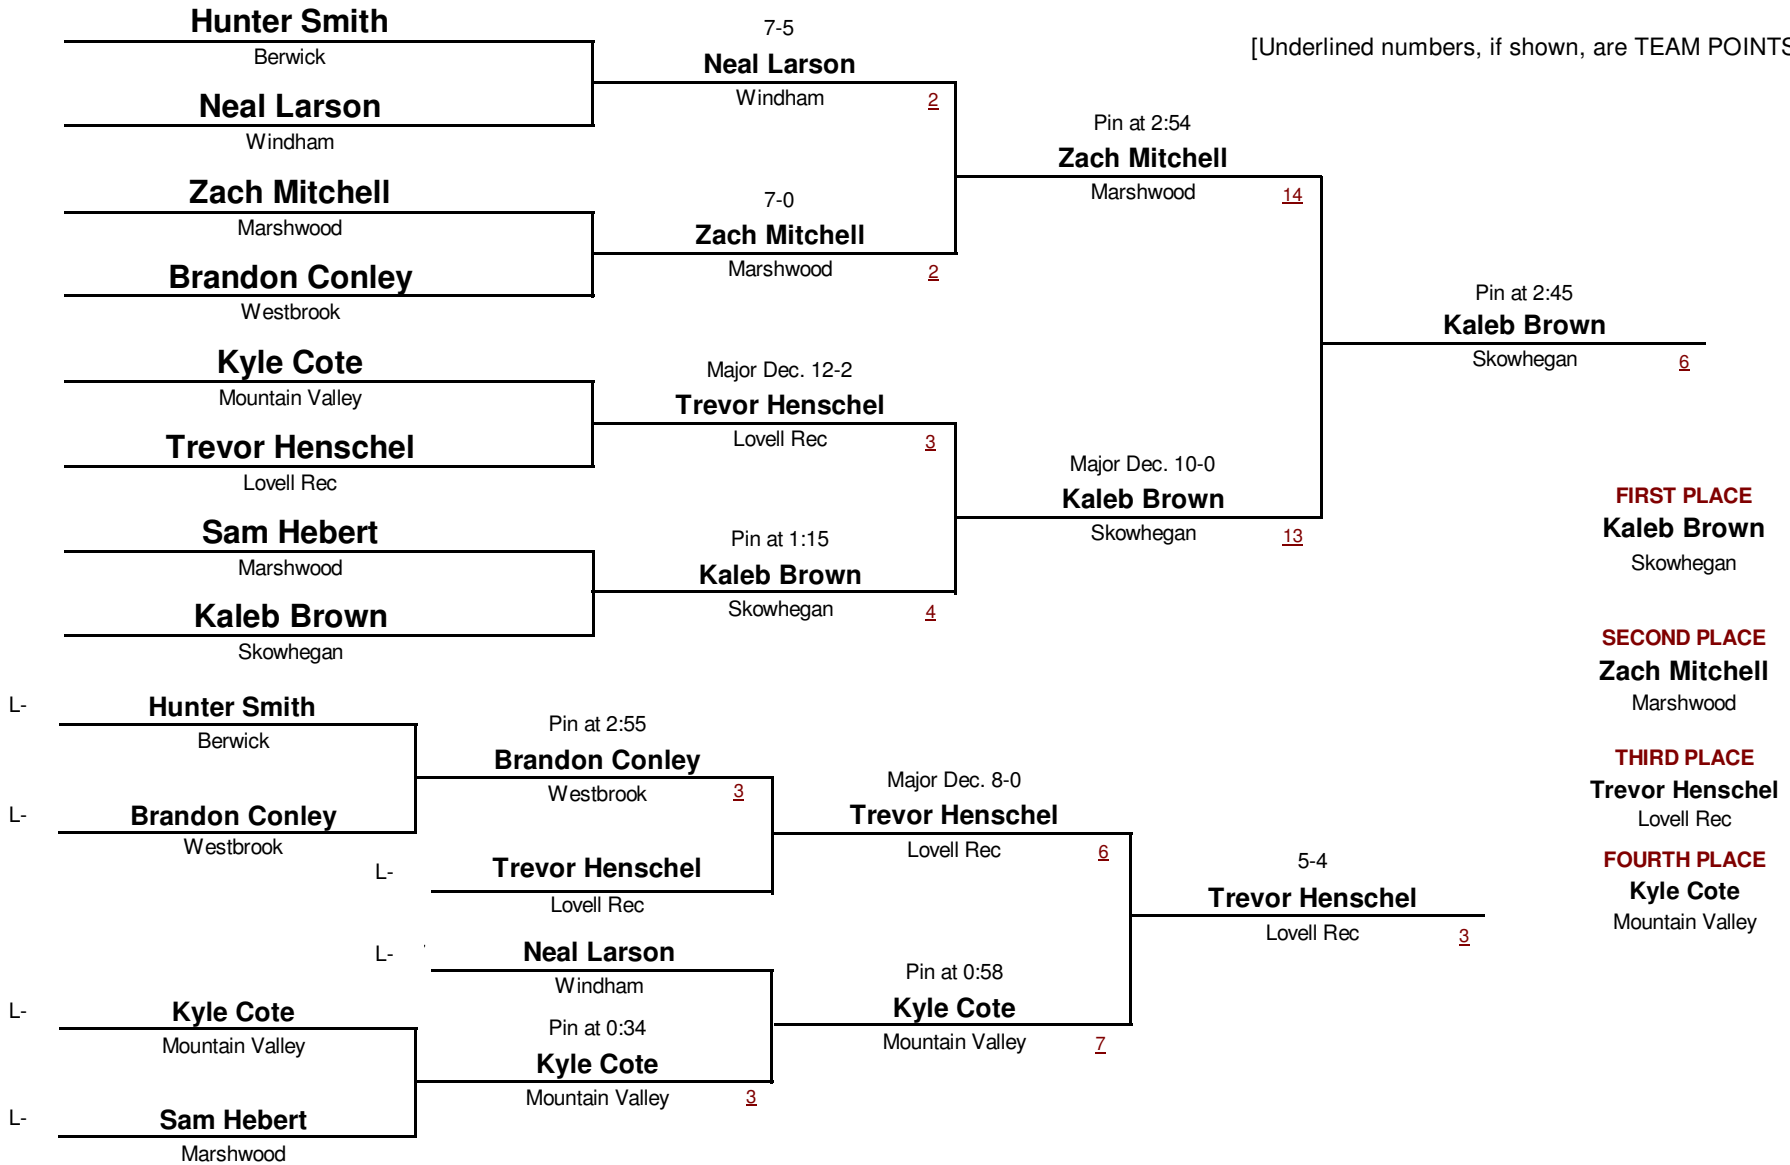 Hunter Smith
Berwick
Neal Larson
Windham
Zach Mitchell
Marshwood
Brandon Conley
Westbrook
Kyle Cote
Mountain Valley
Trevor Henschel
Lovell Rec
Sam Hebert
Marshwood
Kaleb Brown
Skowhegan
7-5
Neal Larson
Windham
2
7-0
Zach Mitchell
Marshwood
2
Major Dec. 12-2
Trevor Henschel
Lovell Rec
3
Pin at 1:15
Kaleb Brown
Skowhegan
4
[Underlined numbers, if shown, are TEAM POINTS
Pin at 2:54
Zach Mitchell
Marshwood
14
Major Dec. 10-0
Kaleb Brown
Skowhegan
13
Pin at 2:45
Kaleb Brown
Skowhegan
6
FIRST PLACE
Kaleb Brown
Skowhegan
SECOND PLACE
Zach Mitchell
Marshwood
THIRD PLACE
Trevor Henschel
Lovell Rec
FOURTH PLACE
Kyle Cote
Mountain Valley
L-
Hunter Smith
Berwick
L-
Brandon Conley
Westbrook
L-
Kyle Cote
Mountain Valley
L-
Sam Hebert
Marshwood
Pin at 2:55
Brandon Conley
Westbrook
3
L-
Trevor Henschel
Lovell Rec
L-
Neal Larson
Windham
Pin at 0:34
Kyle Cote
Mountain Valley
3
Major Dec. 8-0
Trevor Henschel
Lovell Rec
6
Pin at 0:58
Kyle Cote
Mountain Valley
7
5-4
Trevor Henschel
Lovell Rec
3